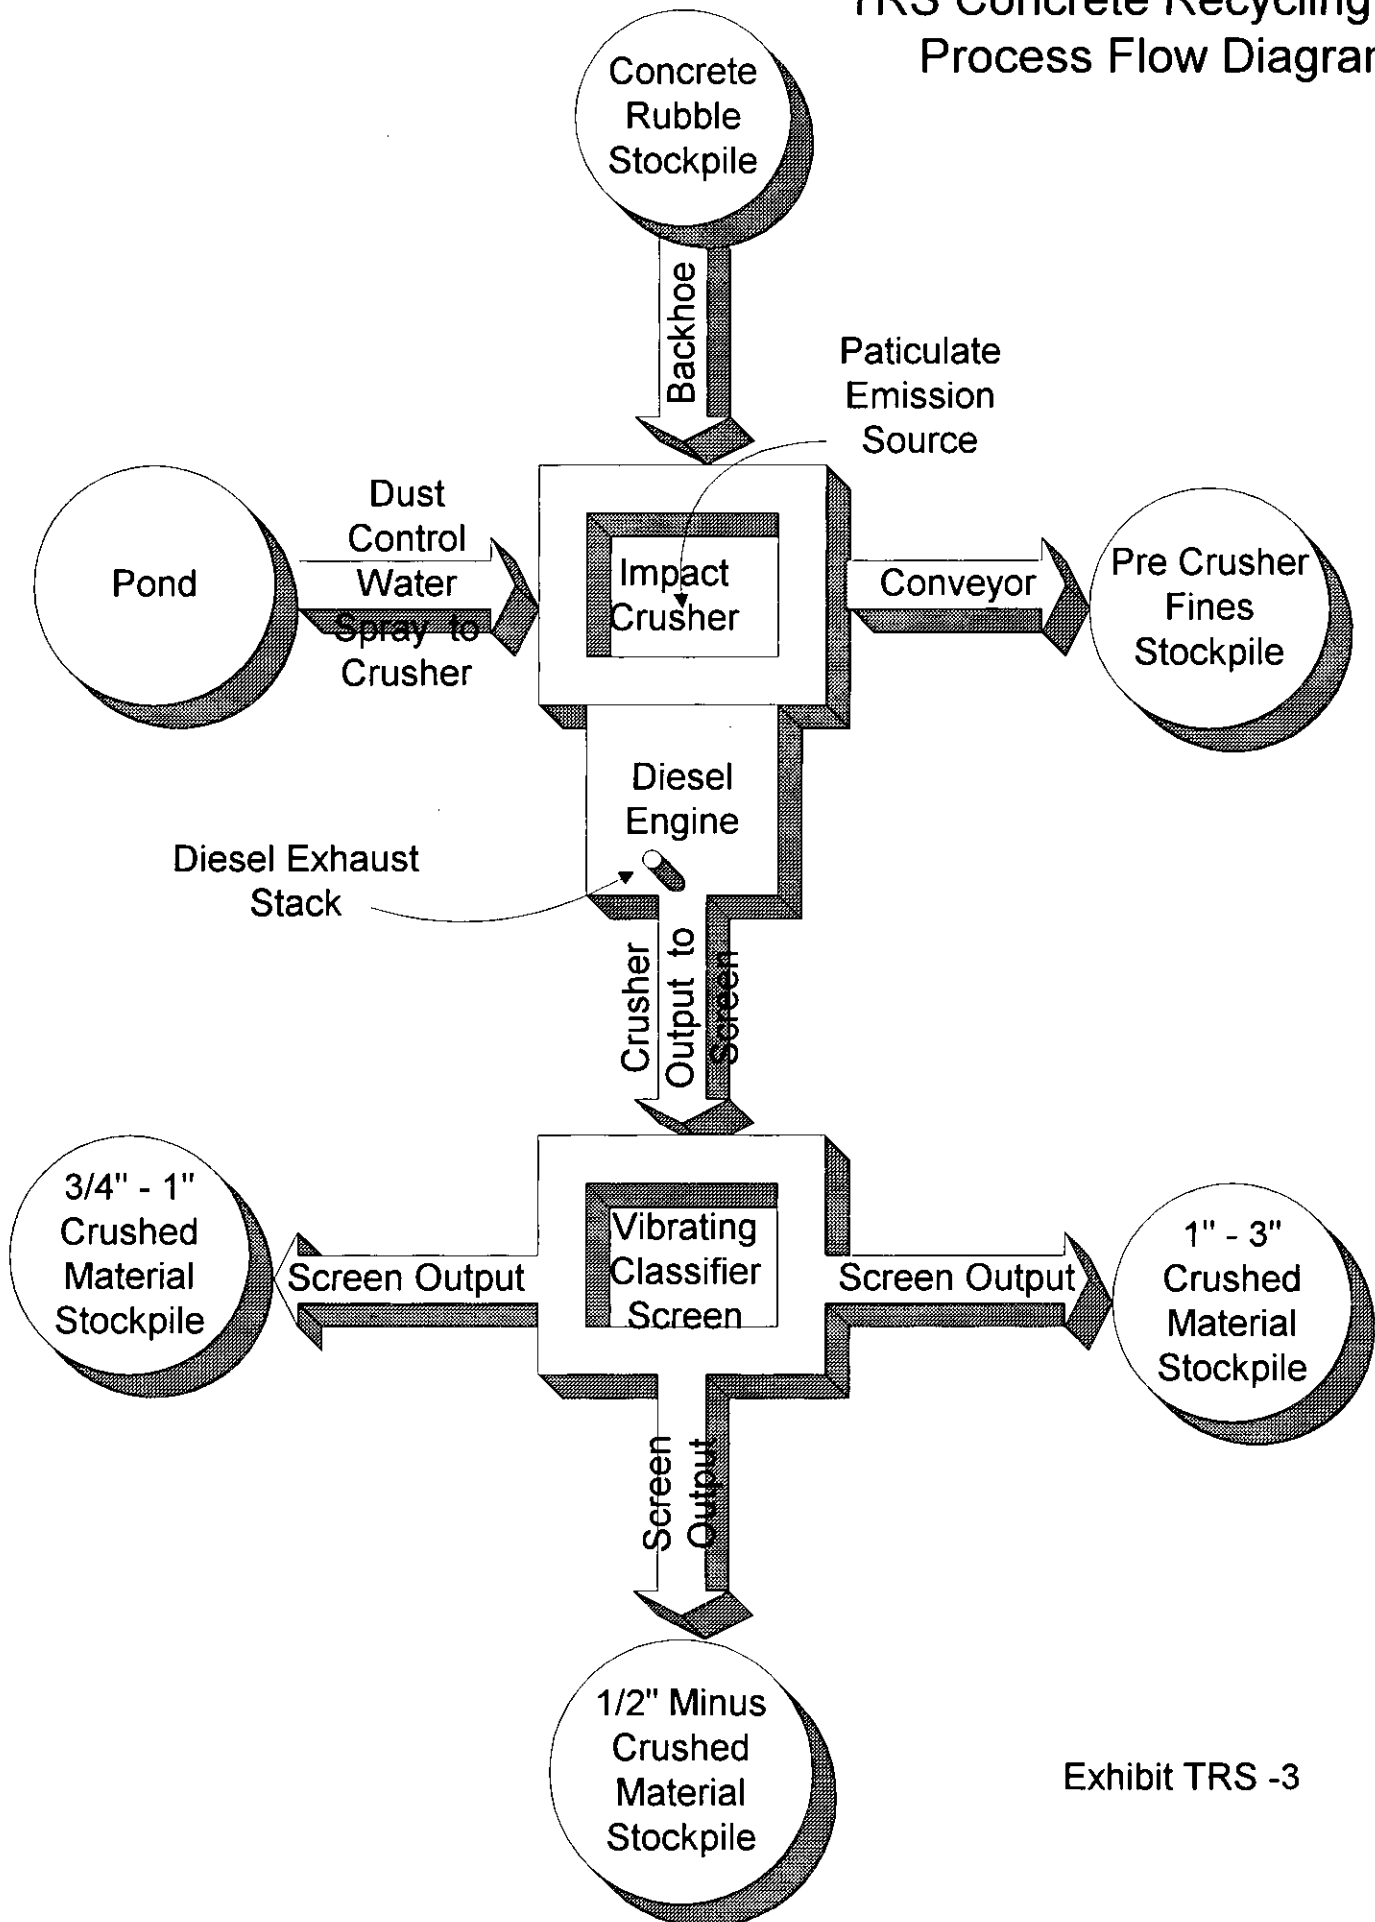 TRS Concrete Recycling
Process Flow Diagram
Concrete
Rubble
Stockpile
Backhoe
Paticulate
Emission
Source
Dust
Control
Water
Spray to
Crusher
Pond
Impact
Crusher
Conveyor
Pre Crusher
Fines
Stockpile
Diesel
Engine
Diesel Exhaust
Stack
Crusher
Output to
Screen
3/4" - 1"
Crushed
Material
Stockpile
Screen Output
Vibrating
Classifier
Screen
Screen Output
1" - 3"
Crushed
Material
Stockpile
Screen
Output
1/2" Minus
Crushed
Material
Stockpile
Exhibit TRS -3